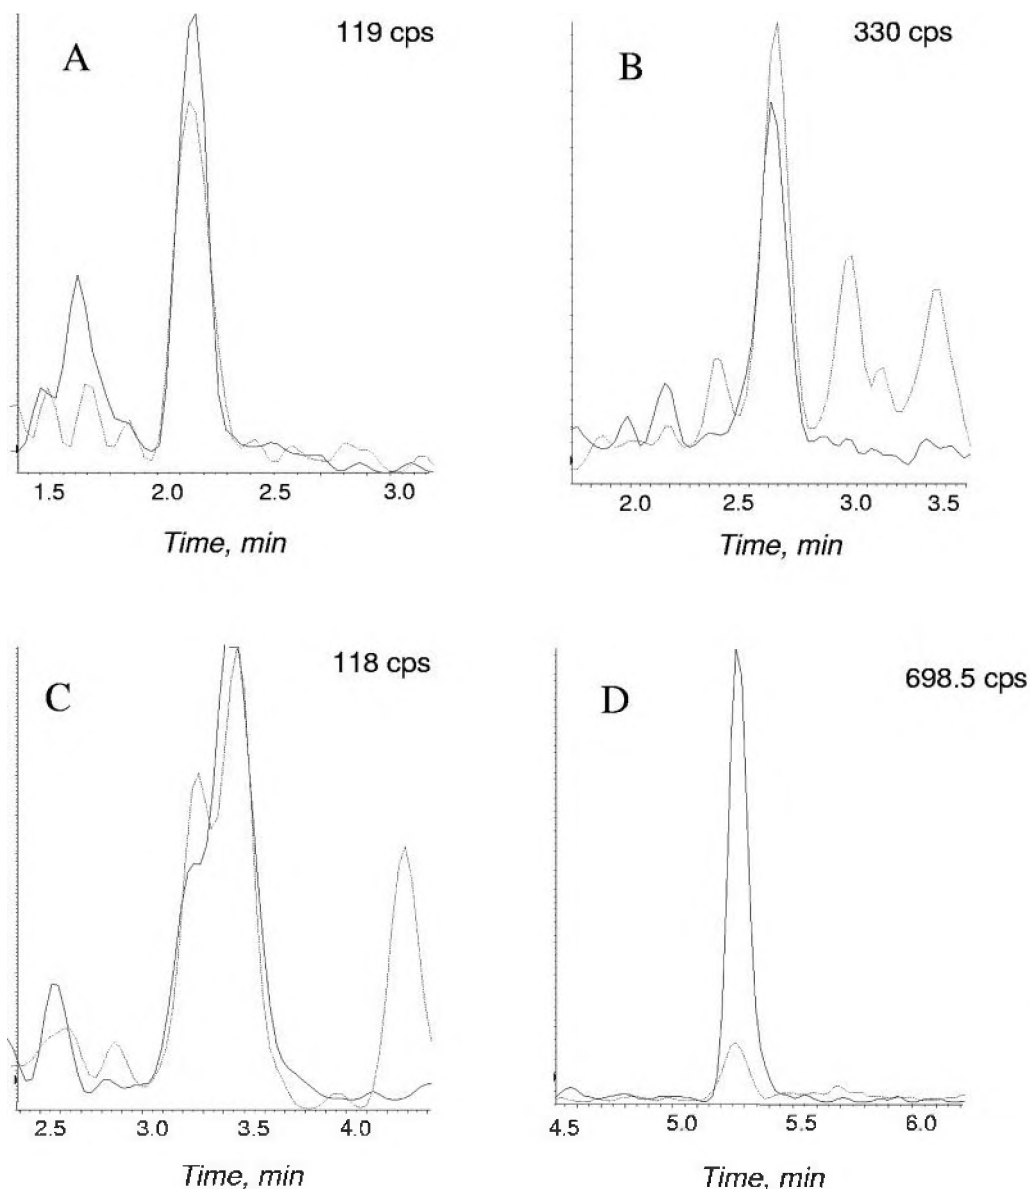 A
119 cps
1.5 2.0 2.5 3.0
Time, min
B
330 cps
2.0 2.5 3.0 3.5
Time, min
C
118 cps
2.5 3.0 3.5 4.0
Time, min
D
698.5 cps
4.5 5.0 5.5 6.0
Time, min